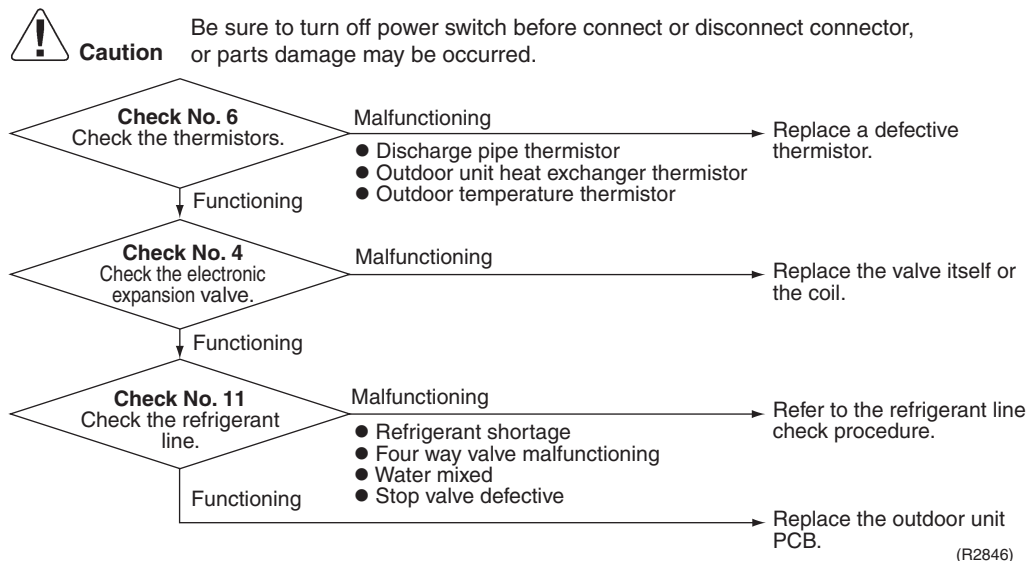 Be sure to turn off power switch before connect or disconnect connector,
Caution or parts damage may be occurred.
Check No. 6
Check the thermistors.
Malfunctioning
● Discharge pipe thermistor
● Outdoor unit heat exchanger thermistor
● Outdoor temperature thermistor
Replace a defective
thermistor.
Functioning
Check No. 4
Check the electronic
expansion valve.
Malfunctioning
Replace the valve itself or
the coil.
Functioning
Check No. 11
Check the refrigerant
line.
Malfunctioning
● Refrigerant shortage
● Four way valve malfunctioning
● Water mixed
● Stop valve defective
Refer to the refrigerant line
check procedure.
Functioning
Replace the outdoor unit
PCB.
(R2846)